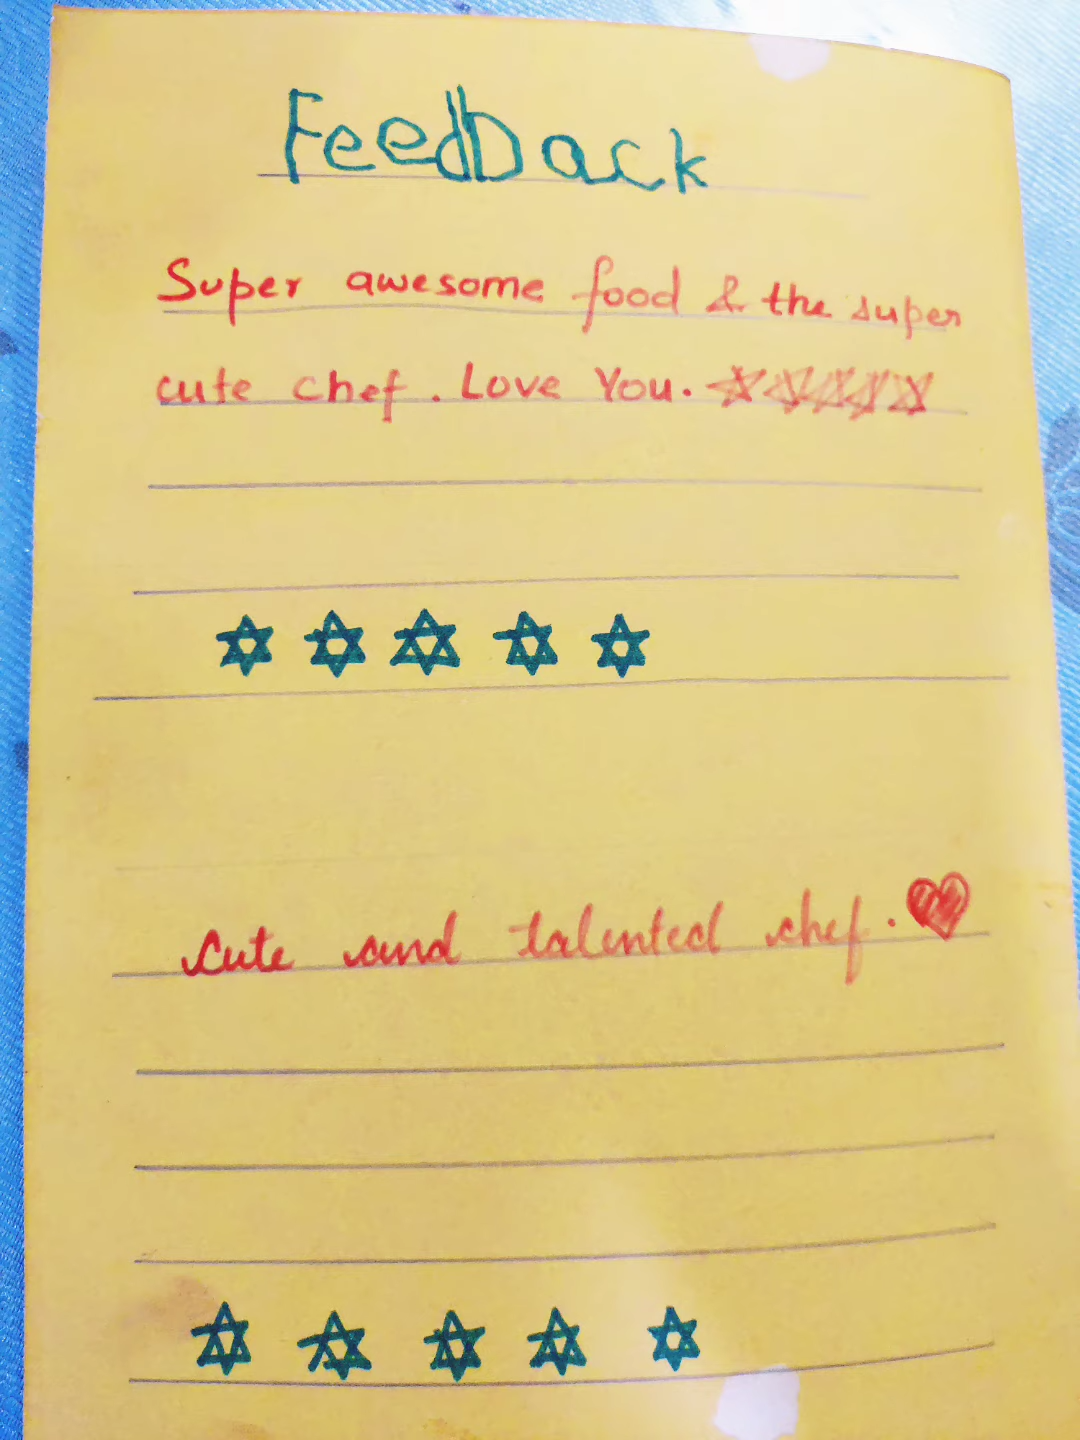 Feedback
Super awesome food & the super
cute chef. Love You.
cute and talented chef.